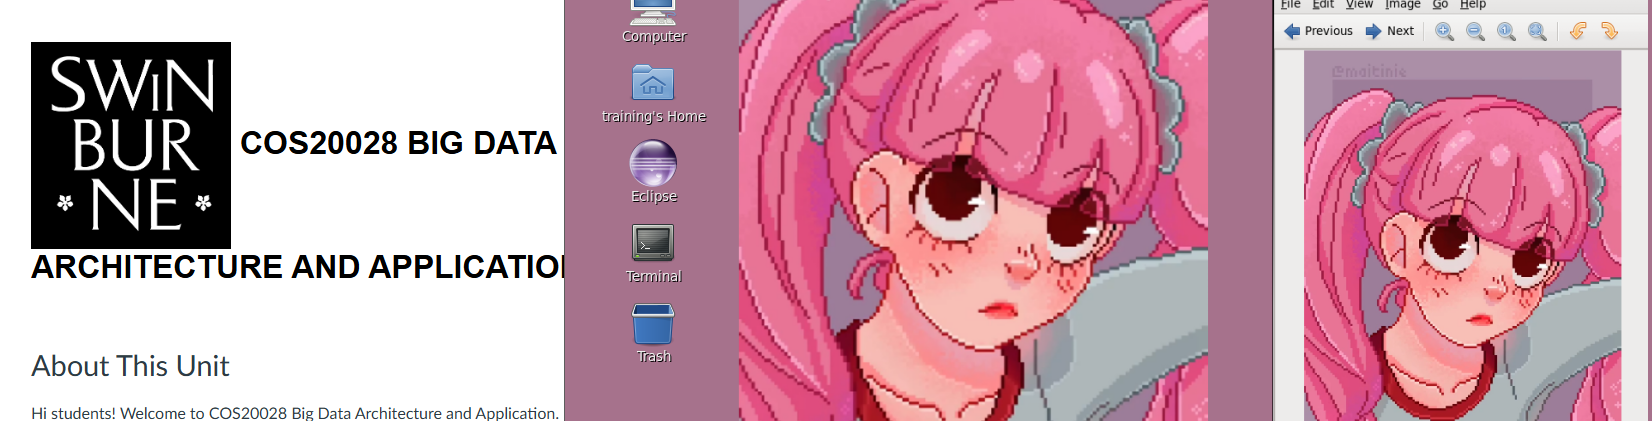 SWIN
BUR
NE
COS20028 BIG DATA
ARCHITECTURE AND APPLICATIO
About This Unit
Hi students! Welcome to COS20028 Big Data Architecture and Application.
Computer
training's Home
Eclipse
Terminal
Trash
File Edit View Image Go Help
Previous Next
@maitinie